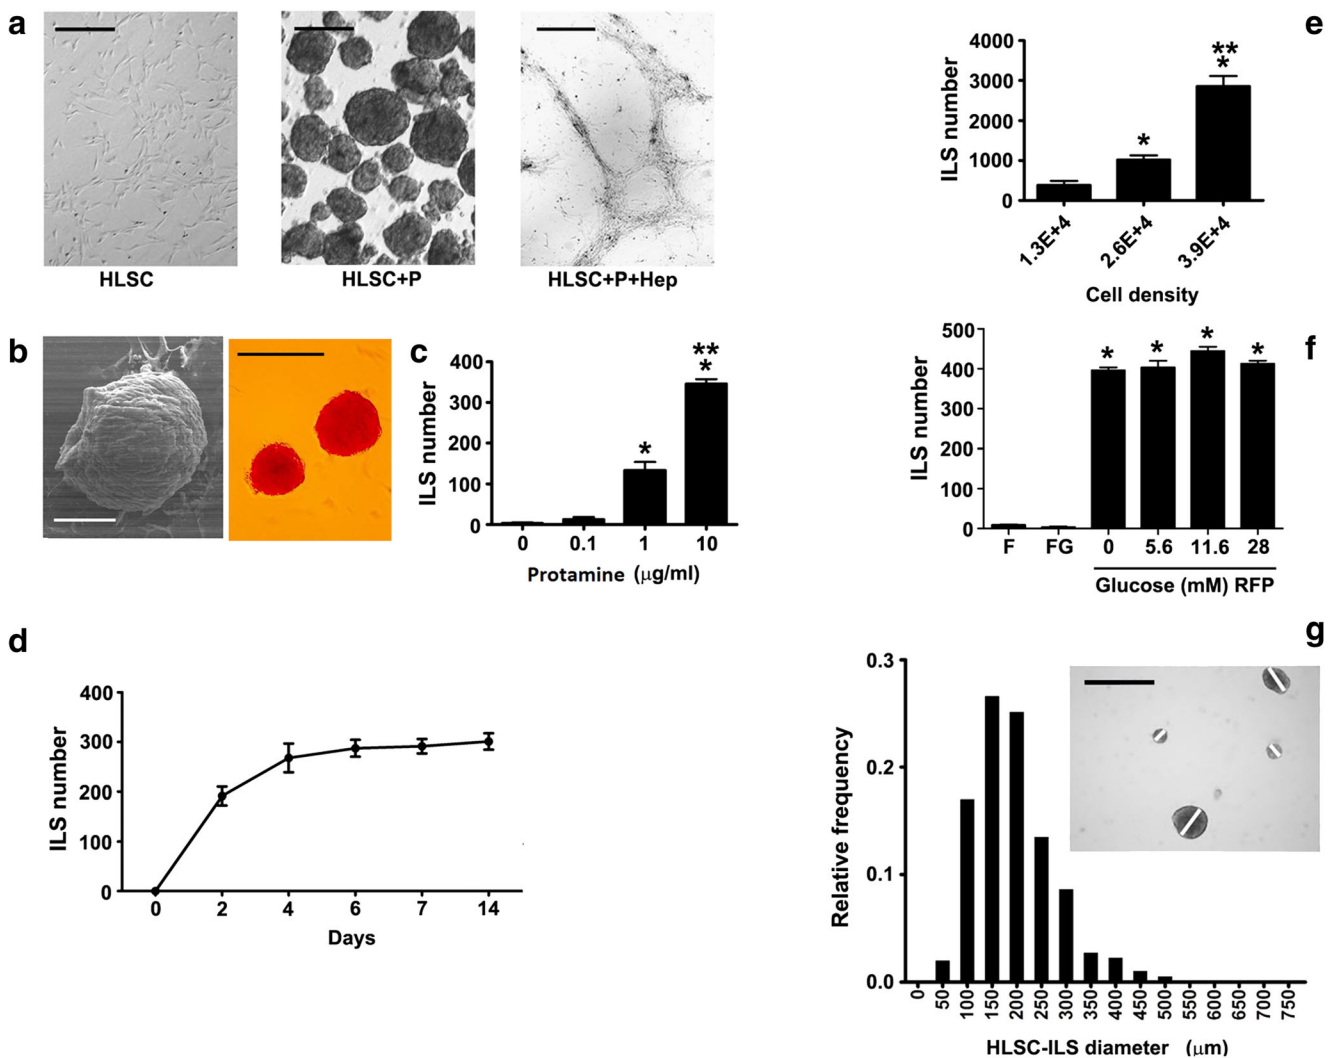 a
HLSC
HLSC+P
HLSC+P+Hep
b
c
ILS number
400
300
200
100
0
**
*
*
0 0.1 1 10
Protamine (μg/ml)
d
ILS number
400
300
200
100
0
0 2 4 6 7 14
Days
e
ILS number
4000
3000
2000
1000
0
*
**
*
1.3E+4 2.6E+4 3.9E+4
Cell density
f
ILS number
500
400
300
200
100
0
* * * *
F FG 0 5.6 11.6 28
Glucose (mM) RFP
g
Relative frequency
0.3
0.2
0.1
0.0
0 50 100 150 200 250 300 350 400 450 500 550 600 650 700 750
HLSC-ILS diameter (μm)